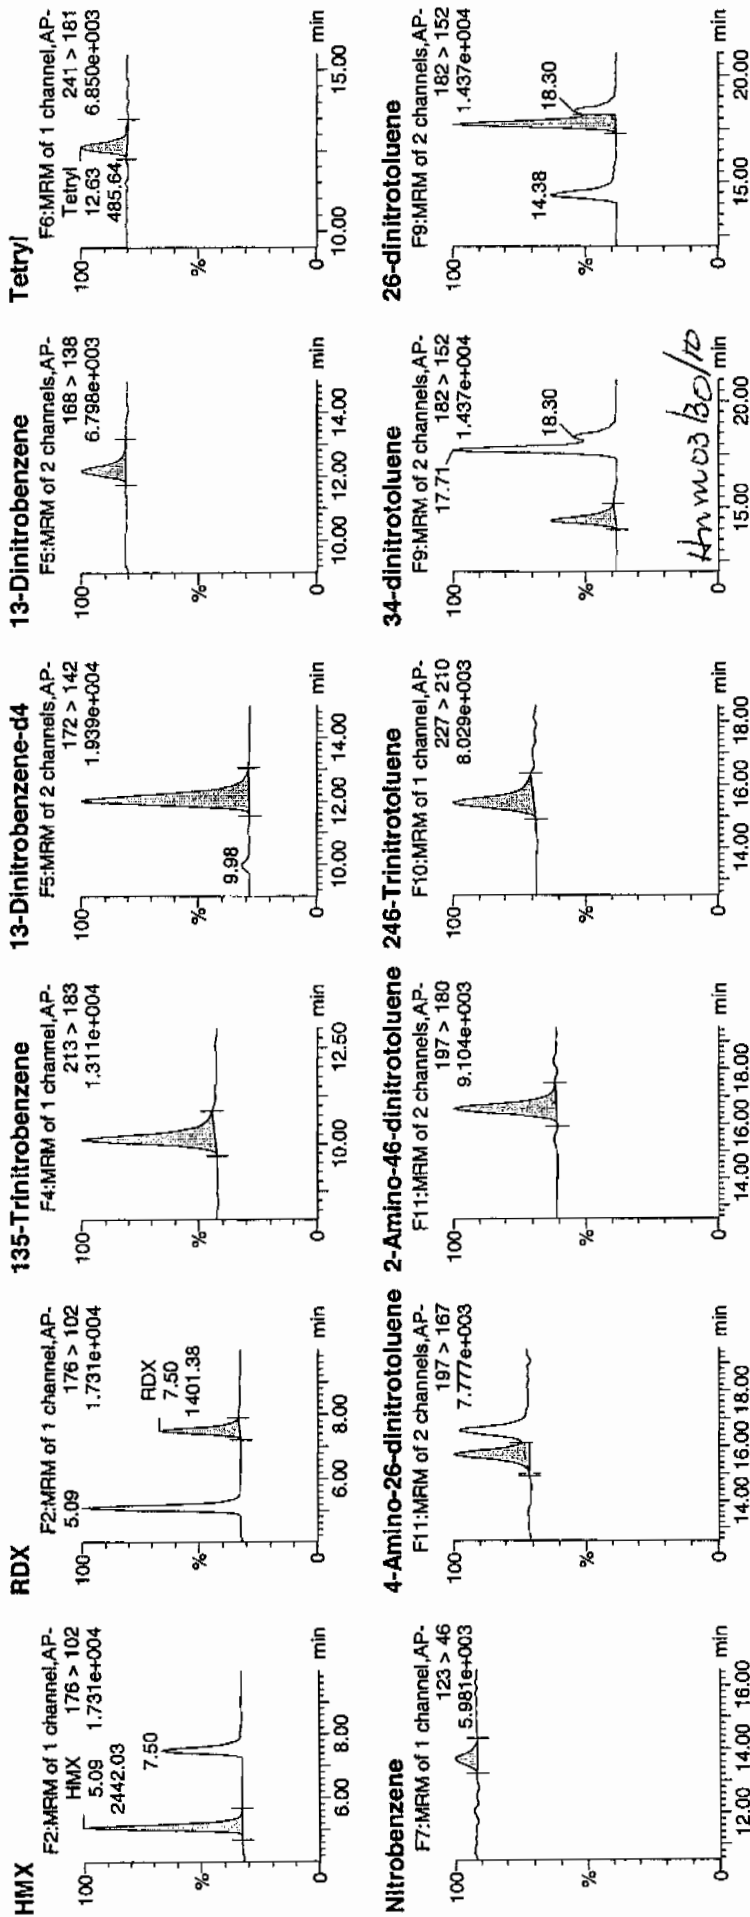 HMX
F2:MRM of 1 channel,AP-
HMX 176 > 102
5.09 1.731e+004
2442.03
100
7.50
%
0
6.00 8.00 min
RDX
F2:MRM of 1 channel,AP-
5.09 176 > 102
1.731e+004
100
RDX
7.50
1401.38
%
0
6.00 8.00 min
135-Trinitrobenzene
F4:MRM of 1 channel,AP-
213 > 183
1.311e+004
100
%
0
10.00 12.50 min
13-Dinitrobenzene-d4
F5:MRM of 2 channels,AP-
172 > 142
1.939e+004
100
9.98
%
0
10.00 12.00 14.00 min
13-Dinitrobenzene
F5:MRM of 2 channels,AP-
168 > 138
6.798e+003
100
%
0
10.00 12.00 14.00 min
Tetryl
F6:MRM of 1 channel,AP-
Tetryl 241 > 181
12.63 6.850e+003
485.64
100
%
0
10.00 15.00 min
Nitrobenzene
F7:MRM of 1 channel,AP-
123 > 46
5.981e+003
100
%
0
12.00 14.00 16.00 min
4-Amino-26-dinitrotoluene
F11:MRM of 2 channels,AP-
197 > 167
7.777e+003
100
%
0
14.00 16.00 18.00 min
2-Amino-46-dinitrotoluene
F11:MRM of 2 channels,AP-
197 > 180
9.104e+003
100
%
0
14.00 16.00 18.00 min
246-Trinitrotoluene
F10:MRM of 1 channel,AP-
227 > 210
8.029e+003
100
%
0
14.00 16.00 18.00 min
34-dinitrotoluene
F9:MRM of 2 channels,AP-
17.71 182 > 152
1.437e+004
100
18.30
%
0
15.00 20.00 min
03/30/10
26-dinitrotoluene
F9:MRM of 2 channels,AP-
182 > 152
1.437e+004
100
14.38 18.30
%
0
15.00 20.00 min